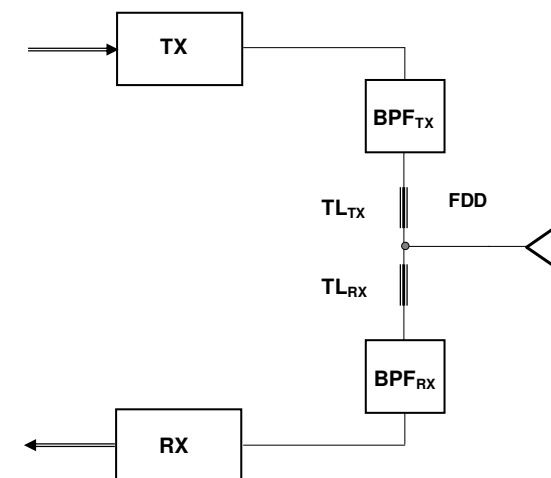 TX
BPFTX
TLTX
FDD
TLRX
BPFRX
RX